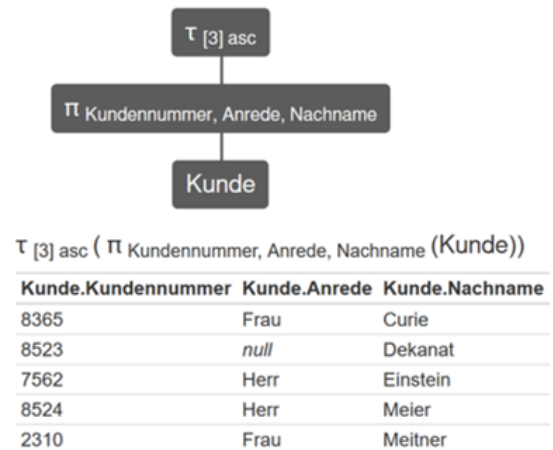 τ [3] asc
π Kundennummer, Anrede, Nachname
Kunde
τ [3] asc ( π Kundennummer, Anrede, Nachname (Kunde))
Kunde.Kundennummer Kunde.Anrede Kunde.Nachname
8365 Frau Curie
8523 null Dekanat
7562 Herr Einstein
8524 Herr Meier
2310 Frau Meitner